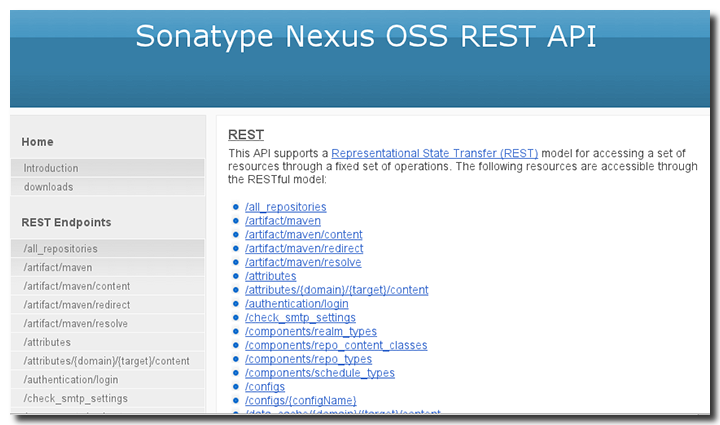 Sonatype Nexus OSS REST API
Home
Introduction
downloads
REST Endpoints
/all_repositories
/artifact/maven
/artifact/maven/content
/artifact/maven/redirect
/artifact/maven/resolve
/attributes
/attributes/{domain}/{target}/content
/authentication/login
/check_smtp_settings
REST
This API supports a Representational State Transfer (REST) model for accessing a set of
resources through a fixed set of operations. The following resources are accessible through
the RESTful model:
/all_repositories
/artifact/maven
/artifact/maven/content
/artifact/maven/redirect
/artifact/maven/resolve
/attributes
/attributes/{domain}/{target}/content
/authentication/login
/check_smtp_settings
/components/realm_types
/components/repo_content_classes
/components/repo_types
/components/schedule_types
/configs
/configs/{configName}
/data_cache/{domain}/{target}/content